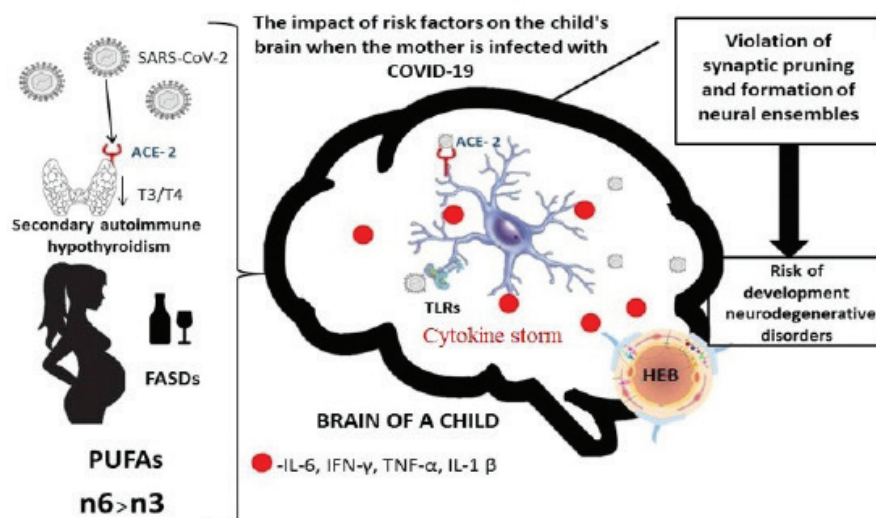 The impact of risk factors on the child's
brain when the mother is infected with
COVID-19
SARS-CoV-2
ACE- 2
T3/T4
Secondary autoimmune
hypothyroidism
FASDs
PUFAs
n6>n3
ACE- 2
TLRs
Cytokine storm
HEB
BRAIN OF A CHILD
-IL-6, IFN-γ, TNF-α, IL-1 β
Violation of
synaptic pruning
and formation of
neural ensembles
Risk of
development
neurodegenerative
disorders